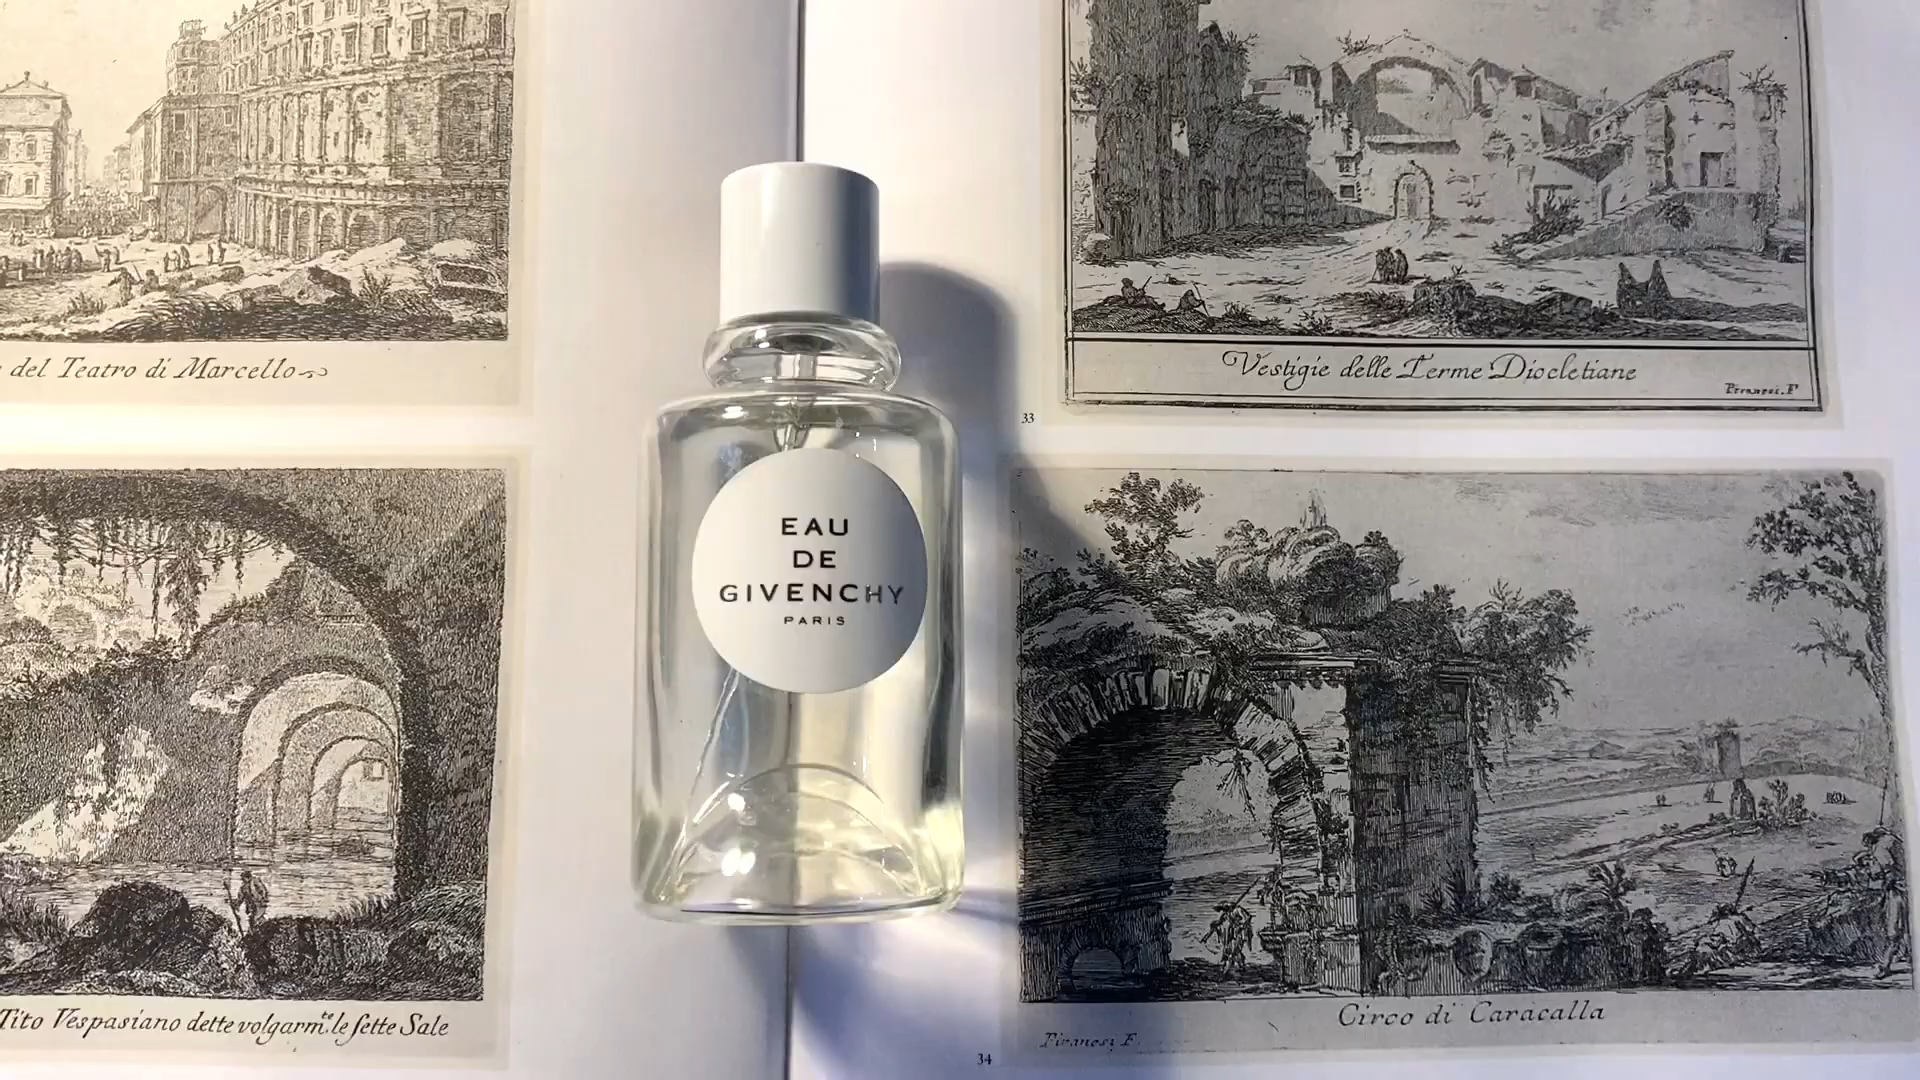 del Teatro di Marcello
Tito Vespasiano dette volgarm.te le sette Sale
EAU
DE
GIVENCHY
PARIS
Vestigie delle Terme Diocletiane
Piranesi. F
33
Circo di Caracalla
Piranesi F.
34